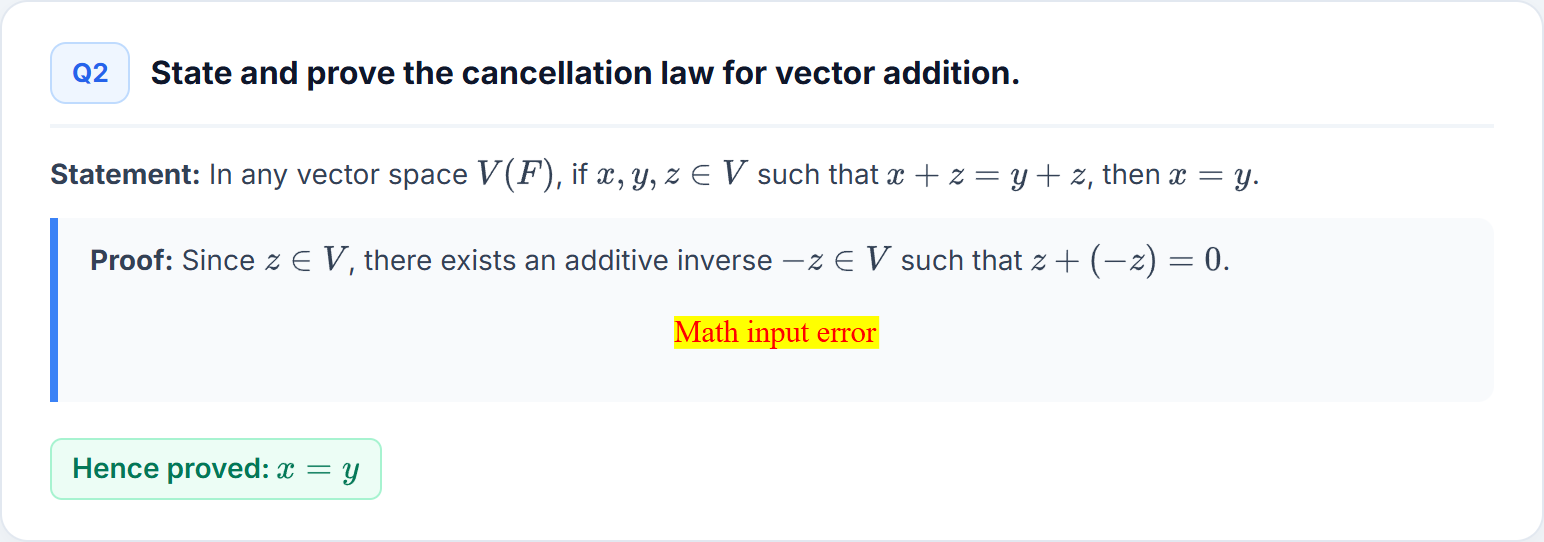 Q2 State and prove the cancellation law for vector addition.
Statement: In any vector space V(F), if x, y, z ∈ V such that x + z = y + z, then x = y.
Proof: Since z ∈ V, there exists an additive inverse −z ∈ V such that z + (−z) = 0.
Math input error
Hence proved: x = y